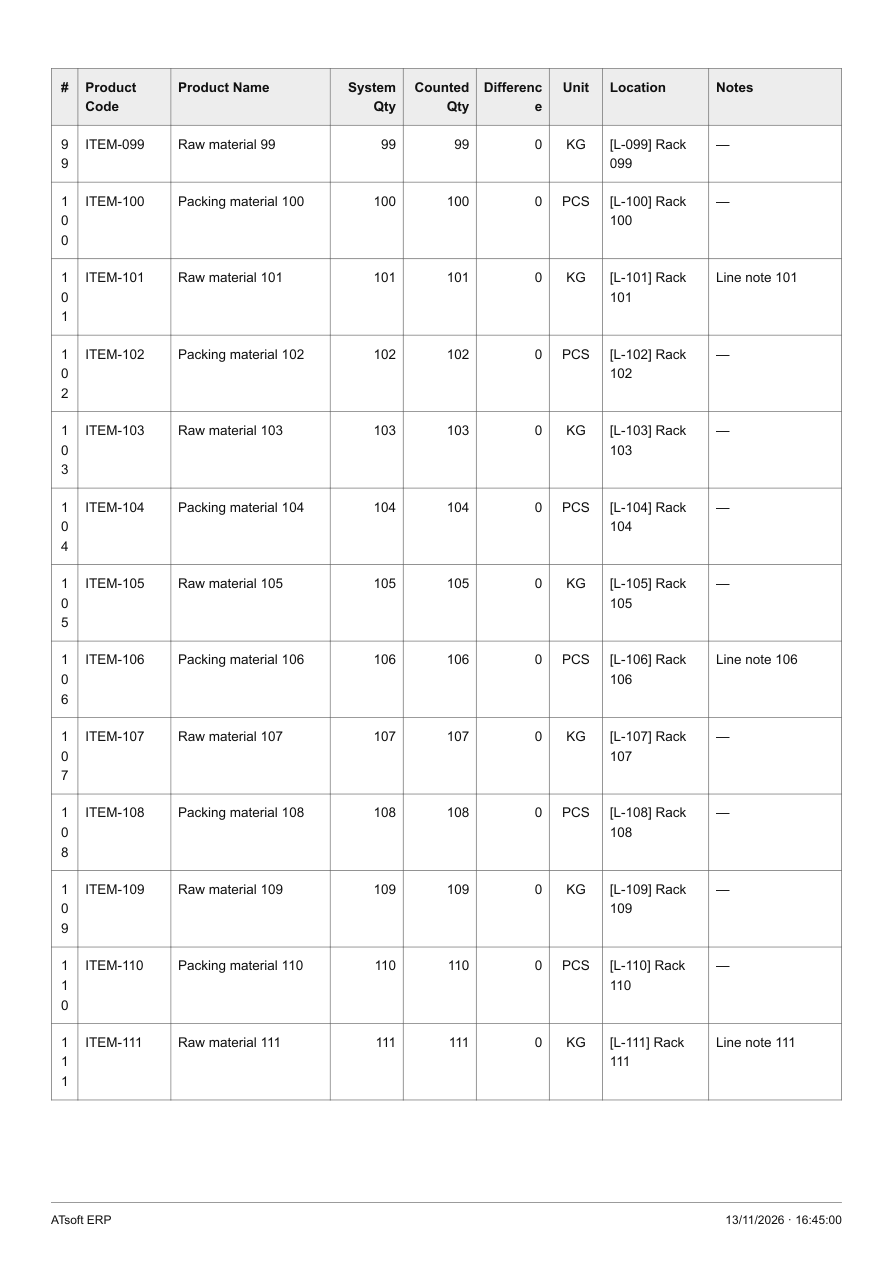 # Product Code Product Name System Qty Counted Qty Difference Unit Location Notes
99 ITEM-099 Raw material 99 99 99 0 KG [L-099] Rack 099 —
100 ITEM-100 Packing material 100 100 100 0 PCS [L-100] Rack 100 —
101 ITEM-101 Raw material 101 101 101 0 KG [L-101] Rack 101 Line note 101
102 ITEM-102 Packing material 102 102 102 0 PCS [L-102] Rack 102 —
103 ITEM-103 Raw material 103 103 103 0 KG [L-103] Rack 103 —
104 ITEM-104 Packing material 104 104 104 0 PCS [L-104] Rack 104 —
105 ITEM-105 Raw material 105 105 105 0 KG [L-105] Rack 105 —
106 ITEM-106 Packing material 106 106 106 0 PCS [L-106] Rack 106 Line note 106
107 ITEM-107 Raw material 107 107 107 0 KG [L-107] Rack 107 —
108 ITEM-108 Packing material 108 108 108 0 PCS [L-108] Rack 108 —
109 ITEM-109 Raw material 109 109 109 0 KG [L-109] Rack 109 —
110 ITEM-110 Packing material 110 110 110 0 PCS [L-110] Rack 110 —
111 ITEM-111 Raw material 111 111 111 0 KG [L-111] Rack 111 Line note 111
ATsoft ERP 13/11/2026 · 16:45:00